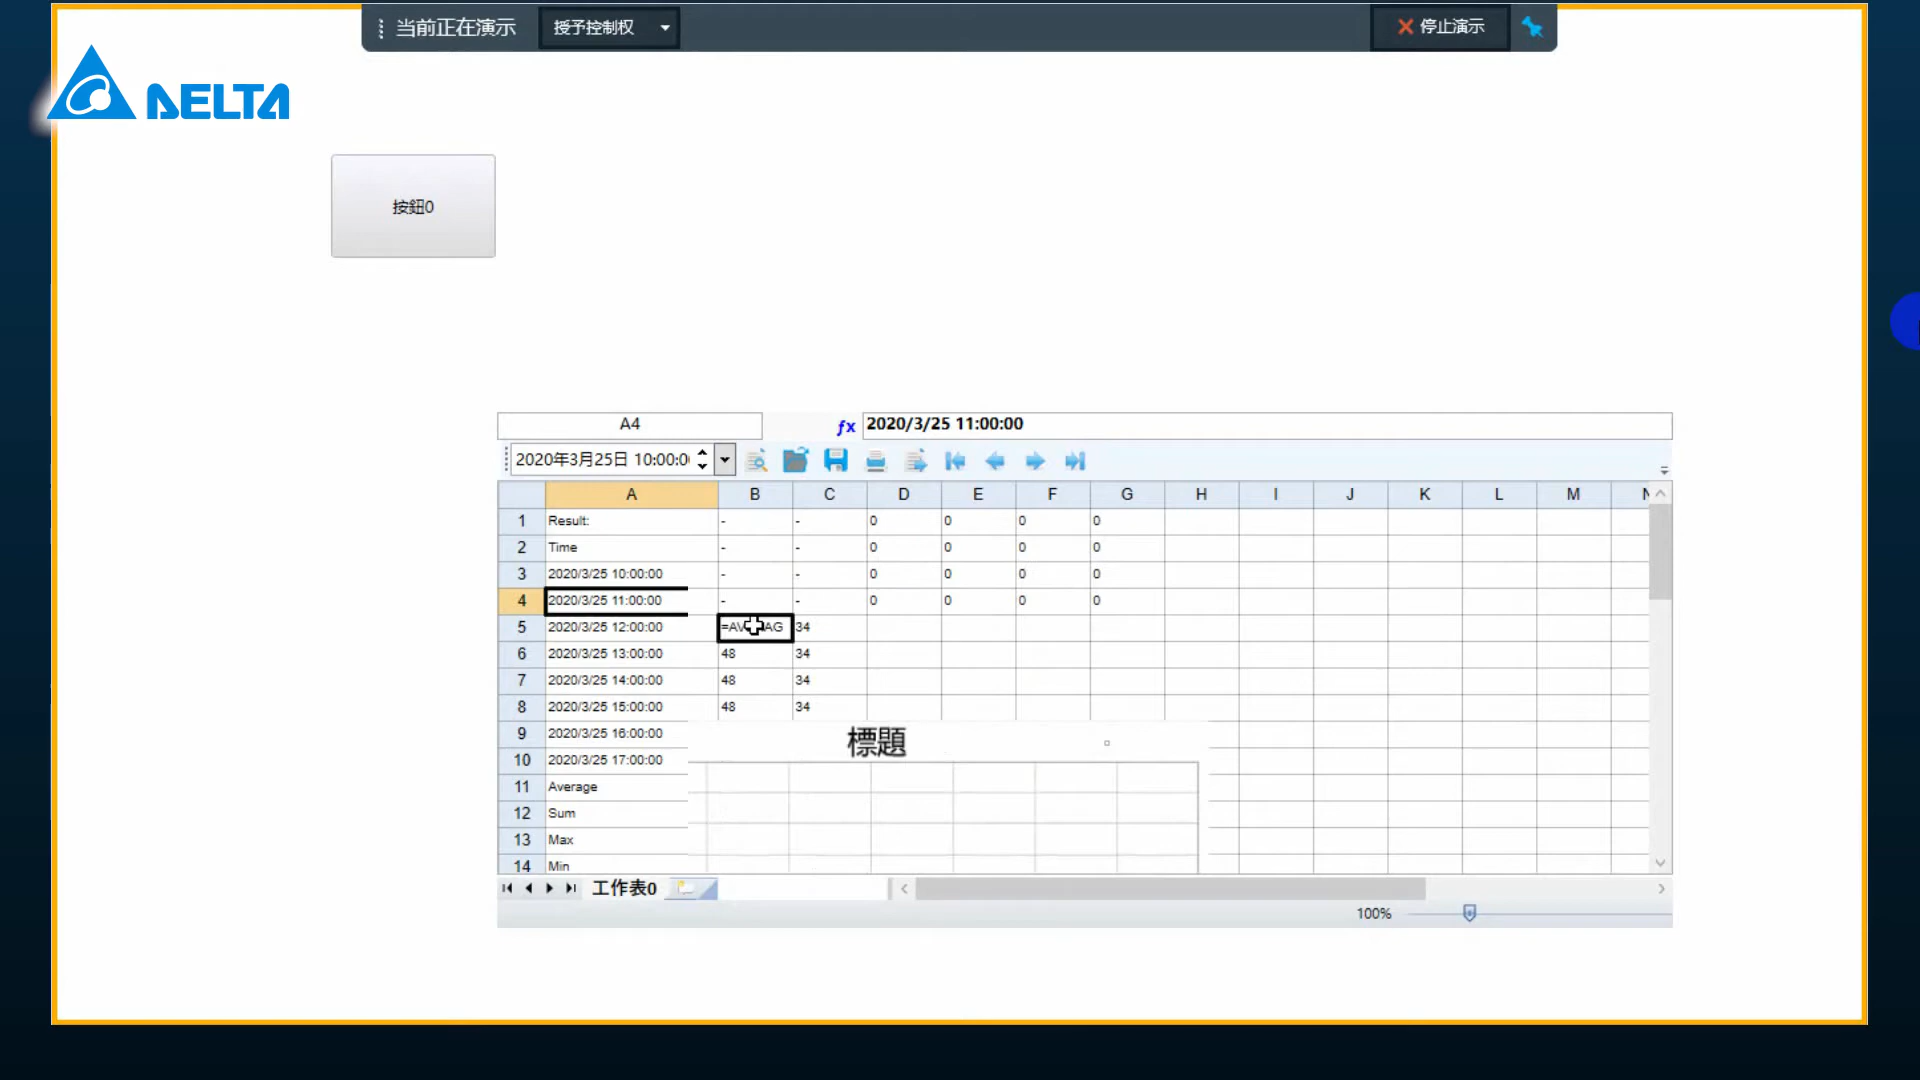 当前正在演示 授予控制权 停止演示
DELTA
按鈕0
A4 fx 2020/3/25 11:00:00
2020年3月25日 10:00:0
A B C D E F G H I J K L M N
1 Result: - - 0 0 0 0
2 Time - - 0 0 0 0
3 2020/3/25 10:00:00 - - 0 0 0 0
4 2020/3/25 11:00:00 - - 0 0 0 0
5 2020/3/25 12:00:00 34
6 2020/3/25 13:00:00 48 34
7 2020/3/25 14:00:00 48 34
8 2020/3/25 15:00:00 48 34
9 2020/3/25 16:00:00 標題
10 2020/3/25 17:00:00
11 Average
12 Sum
13 Max
14 Min
工作表0
100%